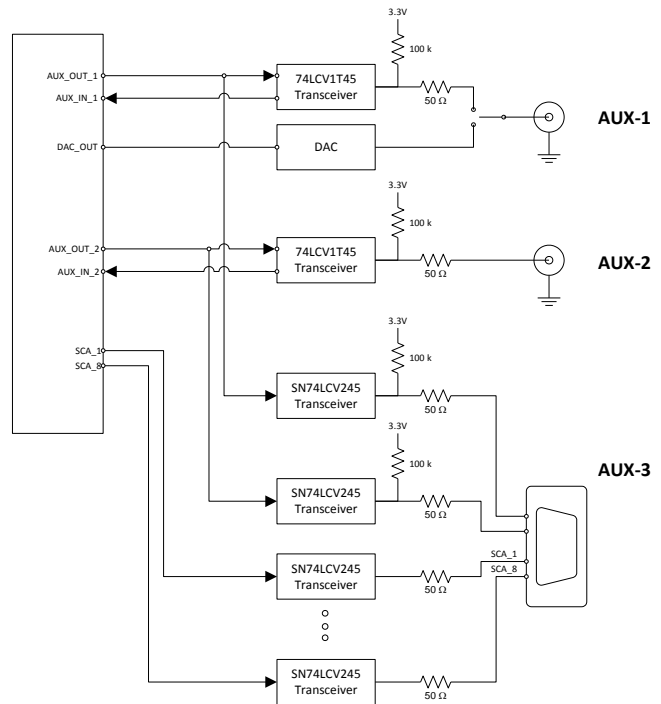 3.3V
100 k
AUX_OUT_1
74LCV1T45
Transceiver
AUX_IN_1
50 Ω
AUX-1
DAC_OUT
DAC
3.3V
100 k
AUX_OUT_2
74LCV1T45
Transceiver
AUX_IN_2
50 Ω
AUX-2
3.3V
SCA_1
100 k
SCA_8
SN74LCV245
Transceiver
50 Ω
3.3V
100 k
AUX-3
SN74LCV245
Transceiver
50 Ω
SCA_1
SN74LCV245
Transceiver
SCA_8
50 Ω
SN74LCV245
Transceiver
50 Ω